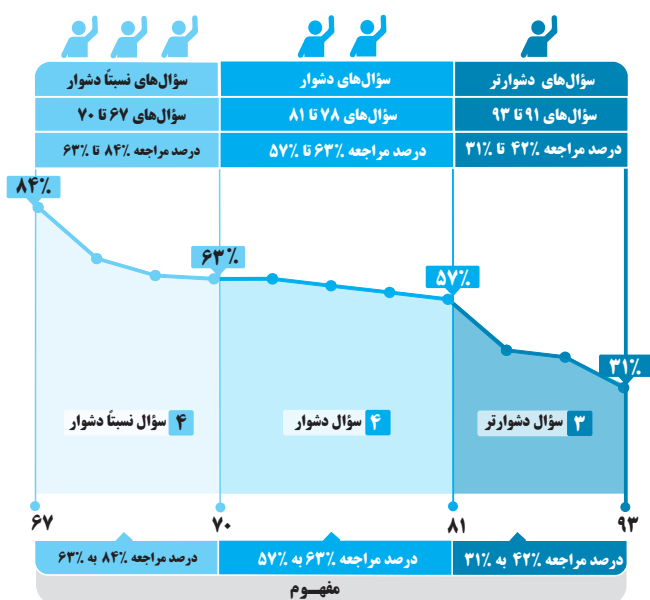 سؤال‌های دشوارتر
سؤال‌های دشوار
سؤال‌های نسبتاً دشوار
سؤال‌های ۹۱ تا ۹۳
سؤال‌های ۷۸ تا ۸۱
سؤال‌های ۶۷ تا ۷۰
درصد مراجعه ۴۲٪ تا ۳۱٪
درصد مراجعه ۶۳٪ تا ۵۷٪
درصد مراجعه ۸۴٪ تا ۶۳٪
۸۴٪
۶۳٪
۵۷٪
۳۱٪
۳ سؤال دشوارتر
۴ سؤال دشوار
۴ سؤال نسبتاً دشوار
۹۳
۸۱
۷۰
۶۷
درصد مراجعه ۴۲٪ به ۳۱٪
درصد مراجعه ۶۳٪ به ۵۷٪
درصد مراجعه ۸۴٪ به ۶۳٪
مفهــوم